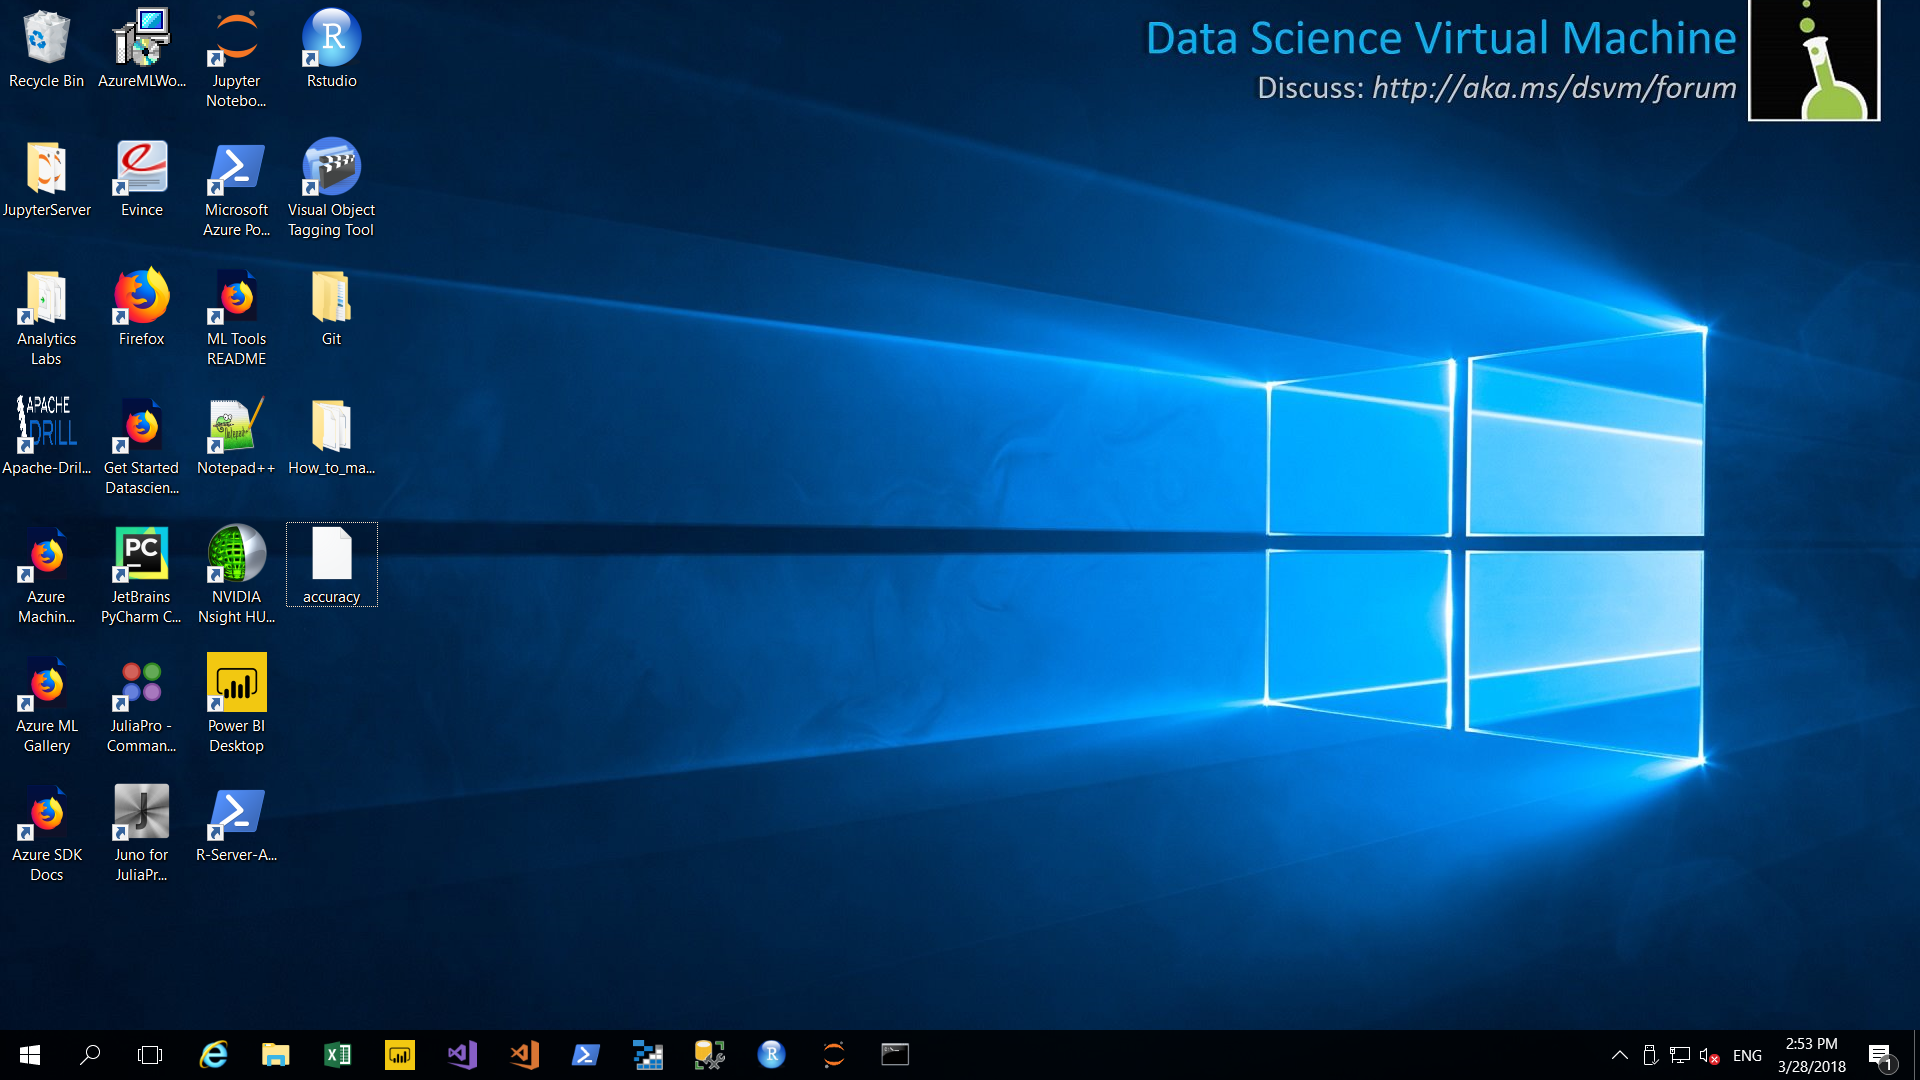 Data Science Virtual Machine
Discuss: http://aka.ms/dsvm/forum
Recycle Bin
AzureMLWo...
Jupyter
Notebo...
Rstudio
JupyterServer
Evince
Microsoft
Azure Po...
Visual Object
Tagging Tool
Analytics
Labs
Firefox
ML Tools
README
Git
APACHE
DRILL
Apache-Dril...
Get Started
Datascien...
Notepad++
How_to_ma...
Azure
Machin...
PC
JetBrains
PyCharm C...
NVIDIA
Nsight HU...
accuracy
Azure ML
Gallery
JuliaPro -
Comman...
Power BI
Desktop
Azure SDK
Docs
Juno for
JuliaPr...
R-Server-A...
ENG
2:53 PM
3/28/2018
1